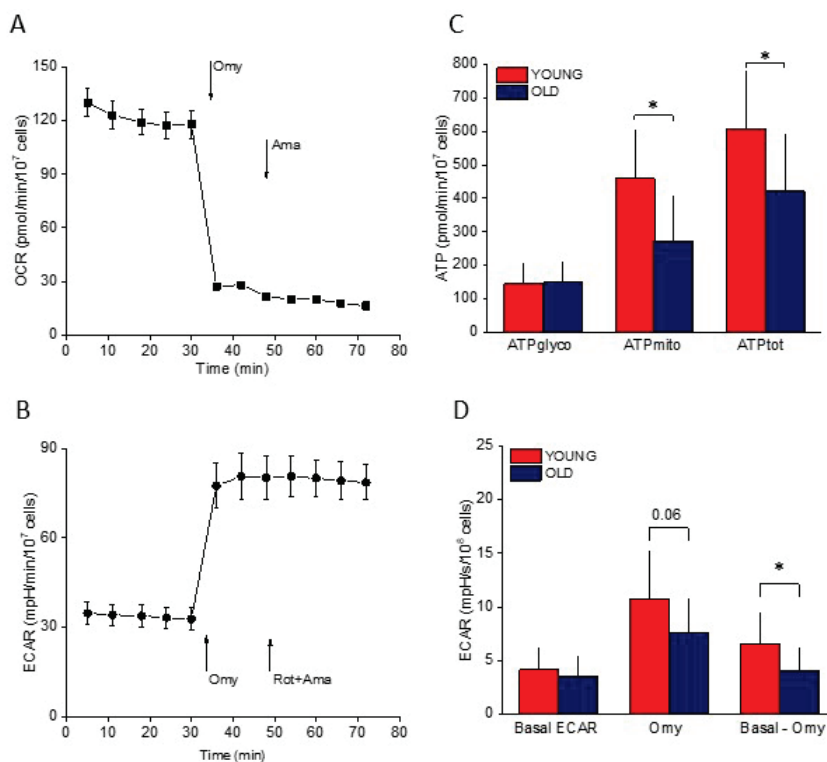 A
OCR (pmol/min/10⁷ cells)
150
120
90
60
30
0
Omy
Ama
0 10 20 30 40 50 60 70 80
Time (min)
C
ATP (pmol/min/10⁷ cells)
800
700
600
500
400
300
200
100
0
YOUNG
OLD
*
*
ATPglyco ATPmito ATPtot
B
ECAR (mpH/min/10⁷ cells)
90
60
30
0
Omy
Rot+Ama
0 10 20 30 40 50 60 70 80
Time (min)
D
ECAR (mpH/s/10⁸ cells)
25
20
15
10
5
0
YOUNG
OLD
0.06
*
Basal ECAR Omy Basal - Omy